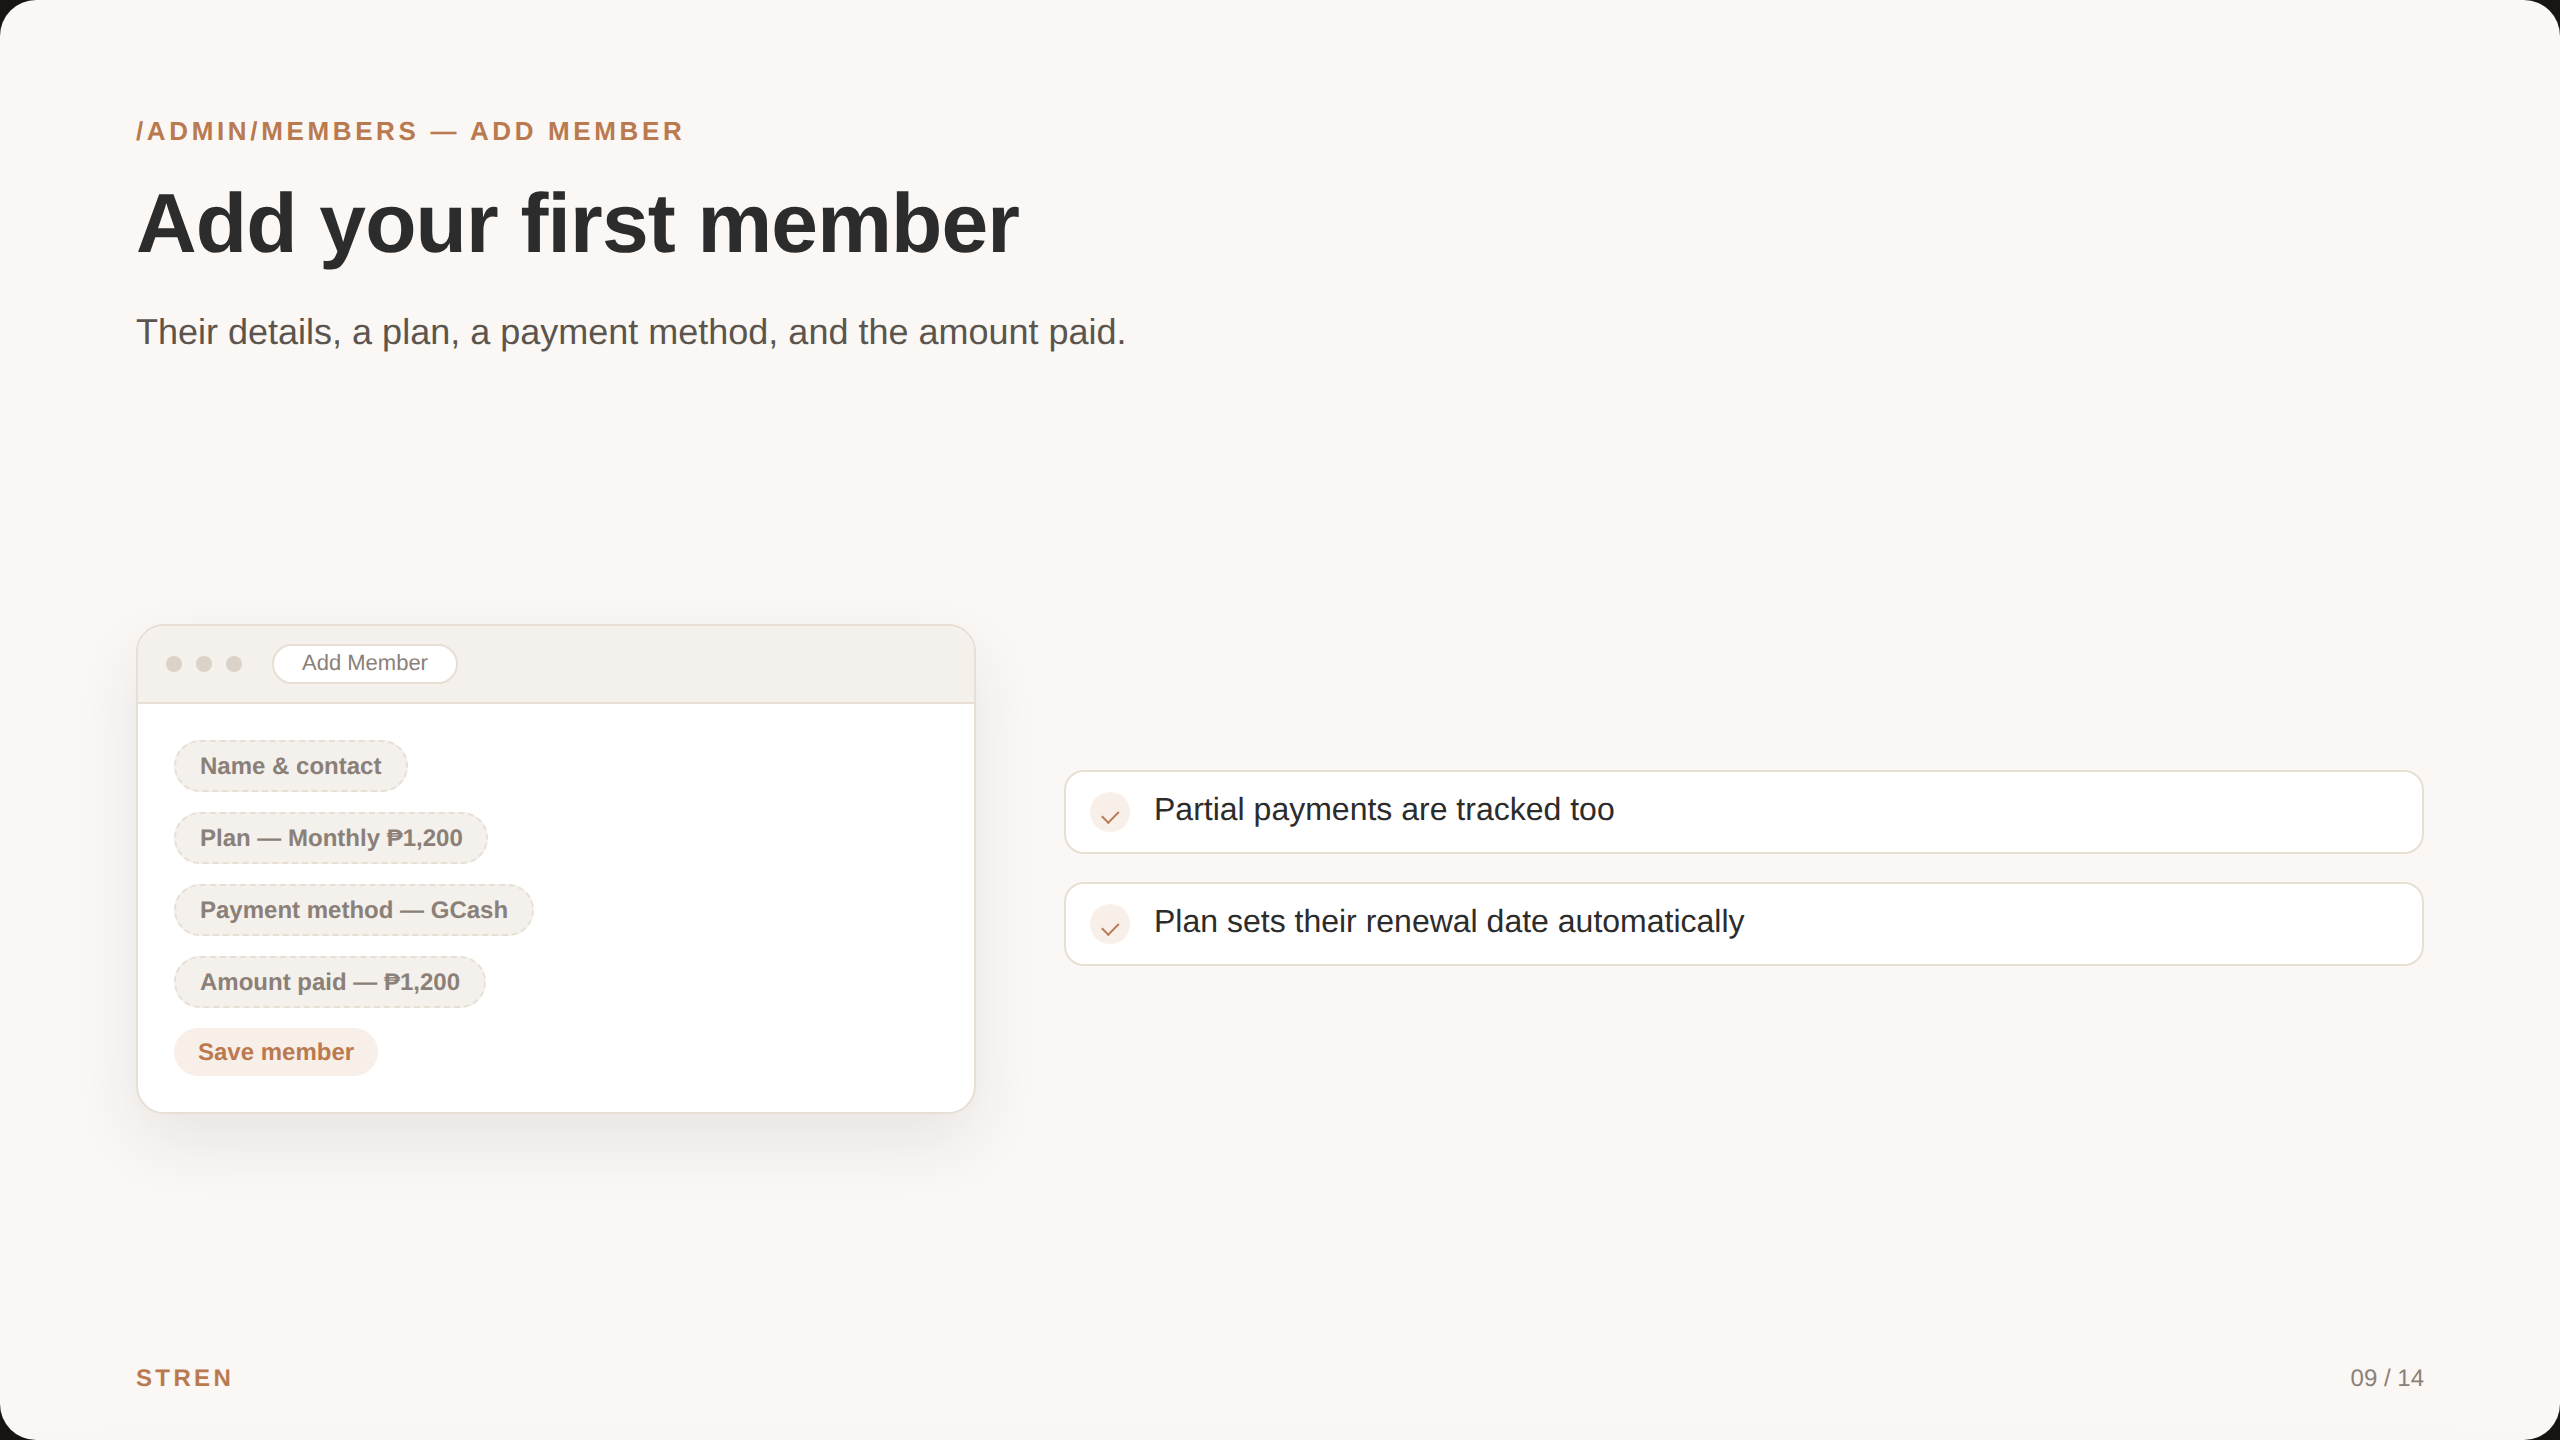 /ADMIN/MEMBERS — ADD MEMBER
Add your first member
Their details, a plan, a payment method, and the amount paid.
Add Member
Name & contact
Plan — Monthly ₱1,200
Payment method — GCash
Amount paid — ₱1,200
Save member
Partial payments are tracked too
Plan sets their renewal date automatically
STREN
09 / 14